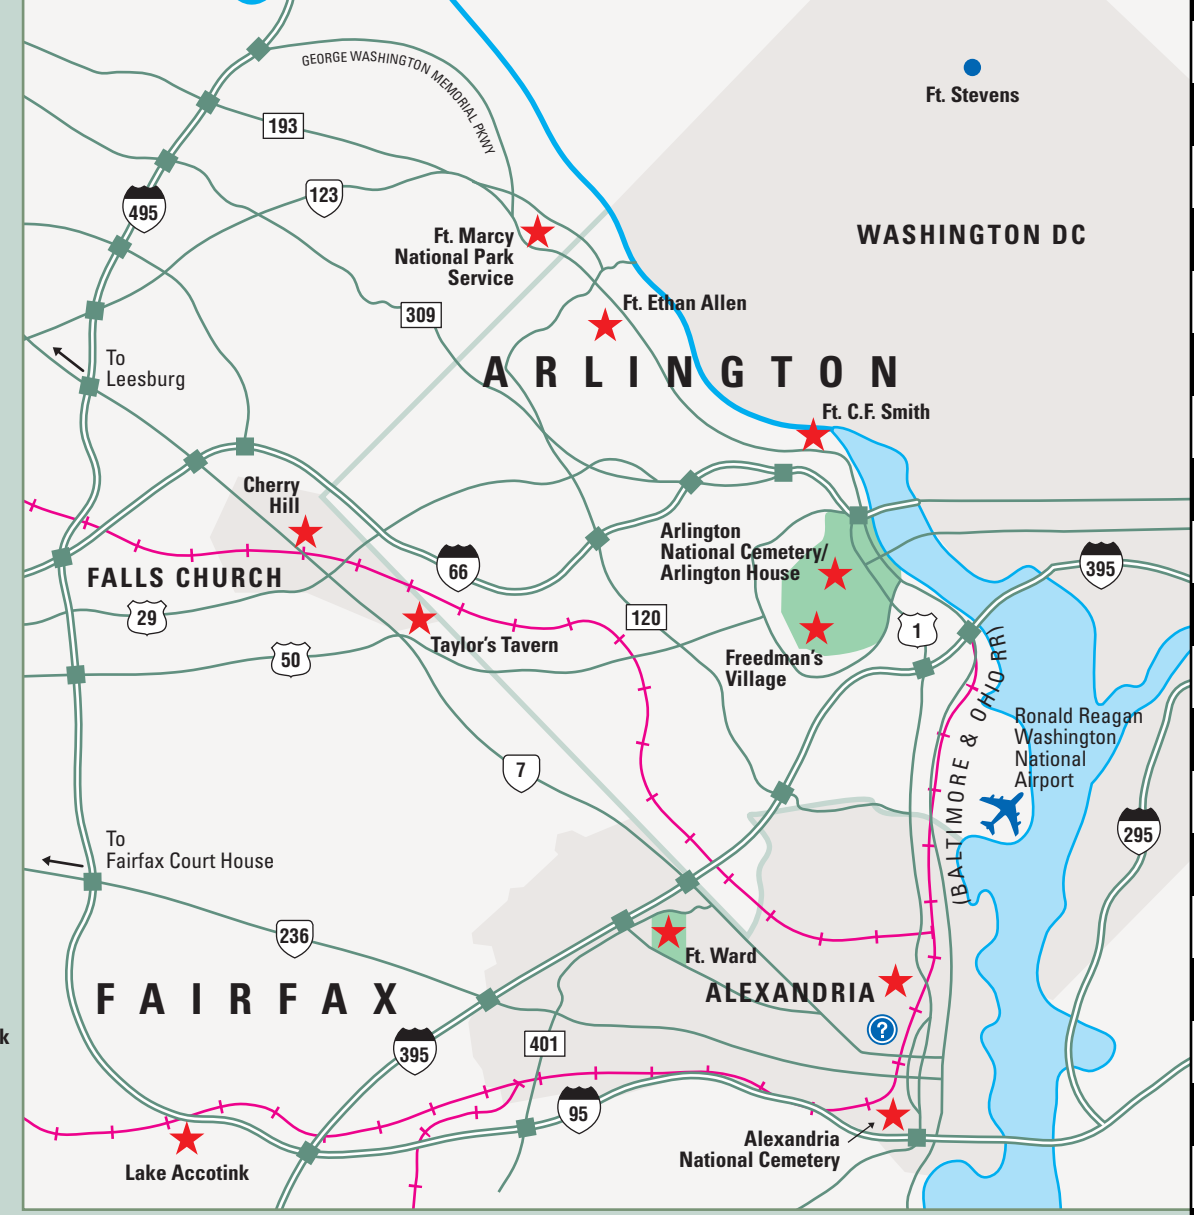 GEORGE WASHINGTON MEMORIAL PKWY
Ft. Stevens
193
123
495
WASHINGTON DC
Ft. Marcy
National Park
Service
309
Ft. Ethan Allen
To
Leesburg
ARLINGTON
Ft. C.F. Smith
Cherry
Hill
Arlington
National Cemetery/
Arlington House
66
395
FALLS CHURCH
29
120
1
Taylor's Tavern
50
Freedman's
Village
(BALTIMORE & OHIO RR)
Ronald Reagan
Washington
National
Airport
7
295
To
Fairfax Court House
236
Ft. Ward
FAIRFAX
ALEXANDRIA
?
k
395
401
95
Alexandria
National Cemetery
Lake Accotink